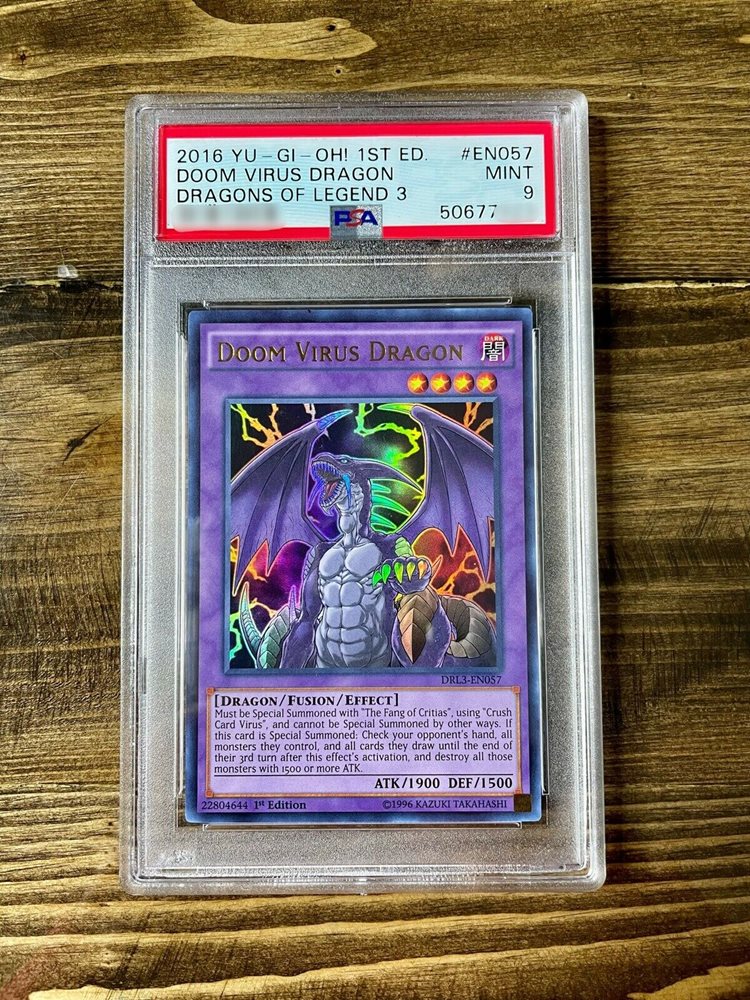 2016 YU-GI-OH! 1ST ED. #EN057
DOOM VIRUS DRAGON MINT
DRAGONS OF LEGEND 3 9
PSA 50677
DOOM VIRUS DRAGON DARK 闇
DRL3-EN057
[DRAGON/FUSION/EFFECT]
Must be Special Summoned with "The Fang of Critias", using "Crush
Card Virus", and cannot be Special Summoned by other ways. If
this card is Special Summoned: Check your opponent's hand, all
monsters they control, and all cards they draw until the end of
their 3rd turn after this effect's activation, and destroy all those
monsters with 1500 or more ATK.
ATK/1900 DEF/1500
22804644 1st Edition ©1996 KAZUKI TAKAHASHI